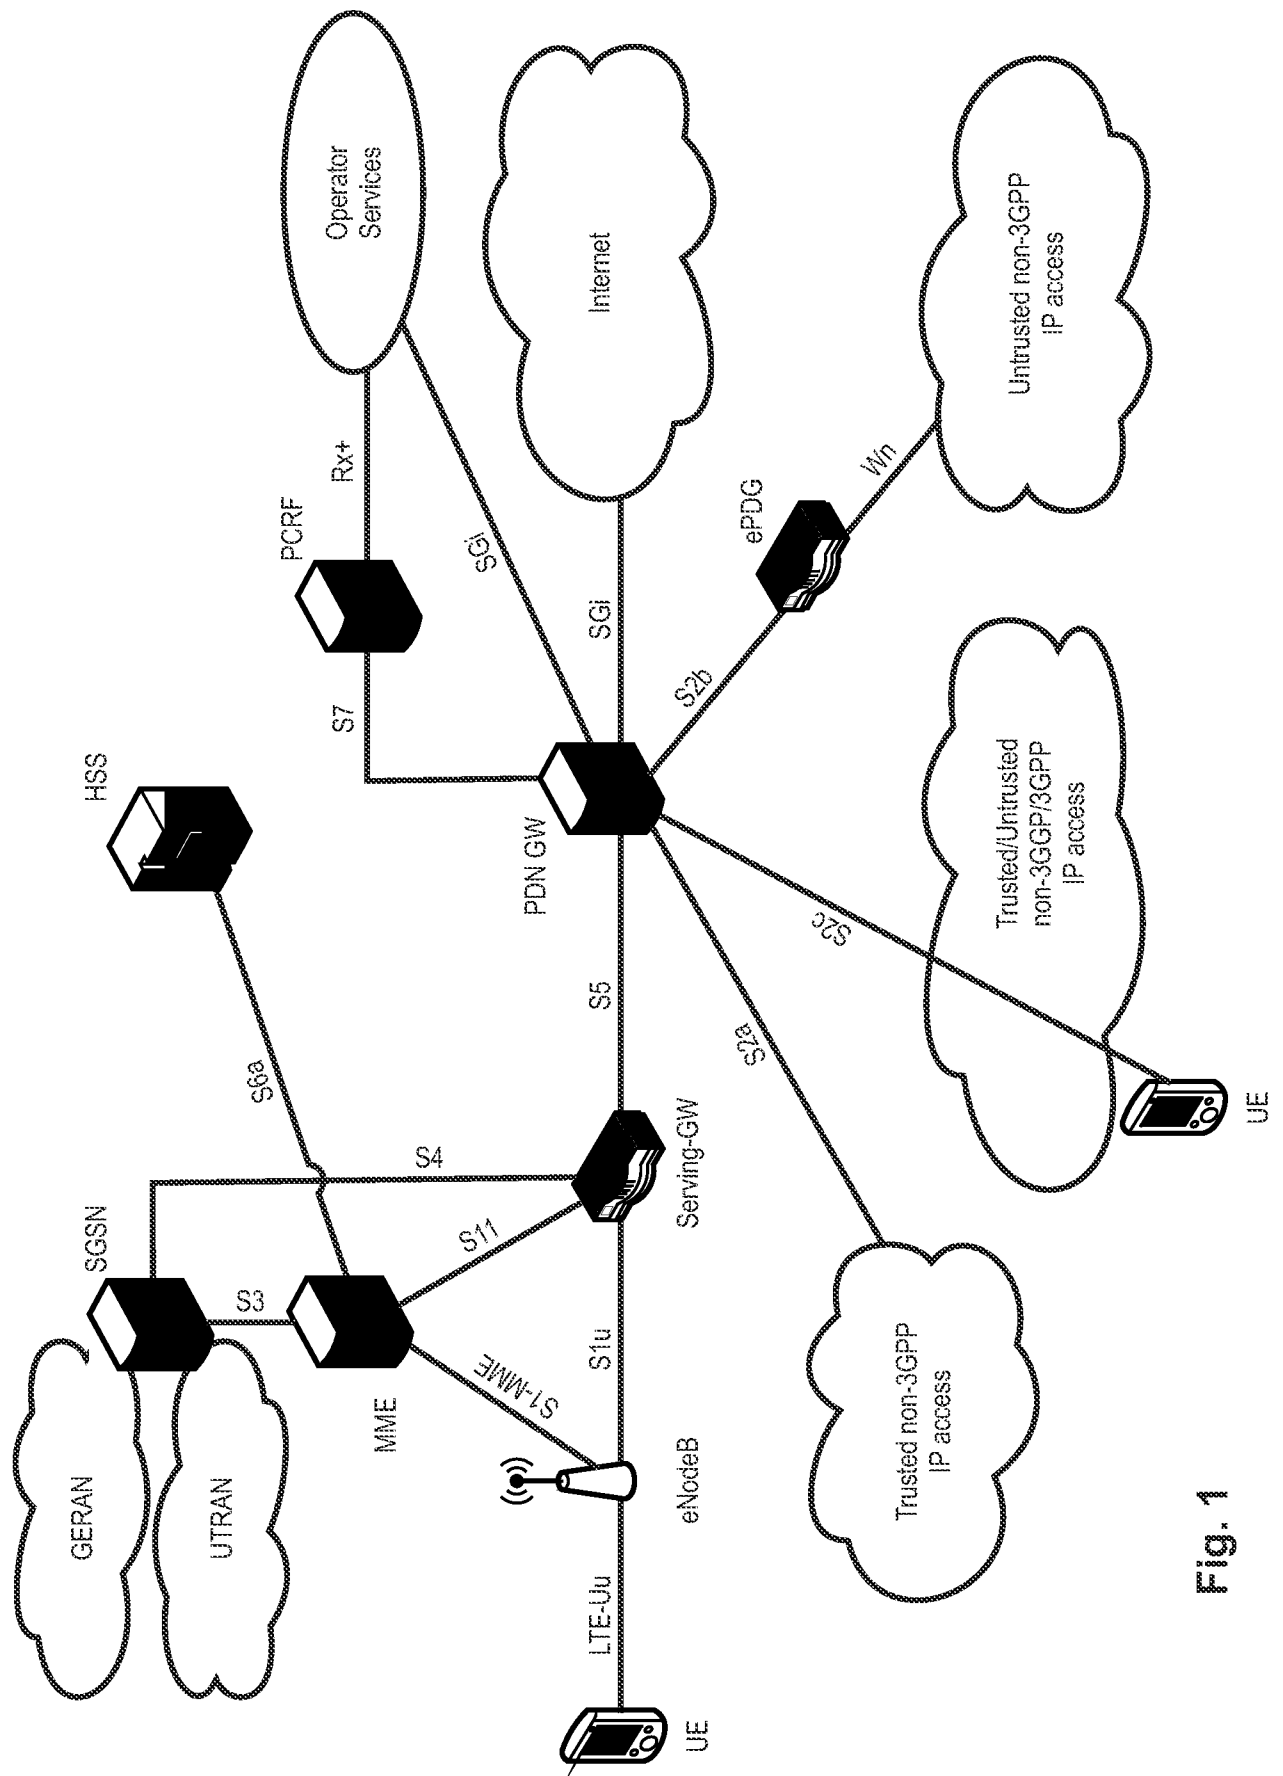 GERAN
UTRAN
SGSN
S3
MME
S4
S6a
HSS
S11
S1-MME
UE
LTE-Uu
eNodeB
S1u
Serving-GW
S5
PDN GW
S7
PCRF
Rx+
Operator
Services
SGi
SGi
Internet
S2a
S2c
S2b
ePDG
Wn
Trusted non-3GPP
IP access
UE
Trusted/Untrusted
non-3GGP/3GPP
IP access
Untrusted non-3GPP
IP access
Fig. 1